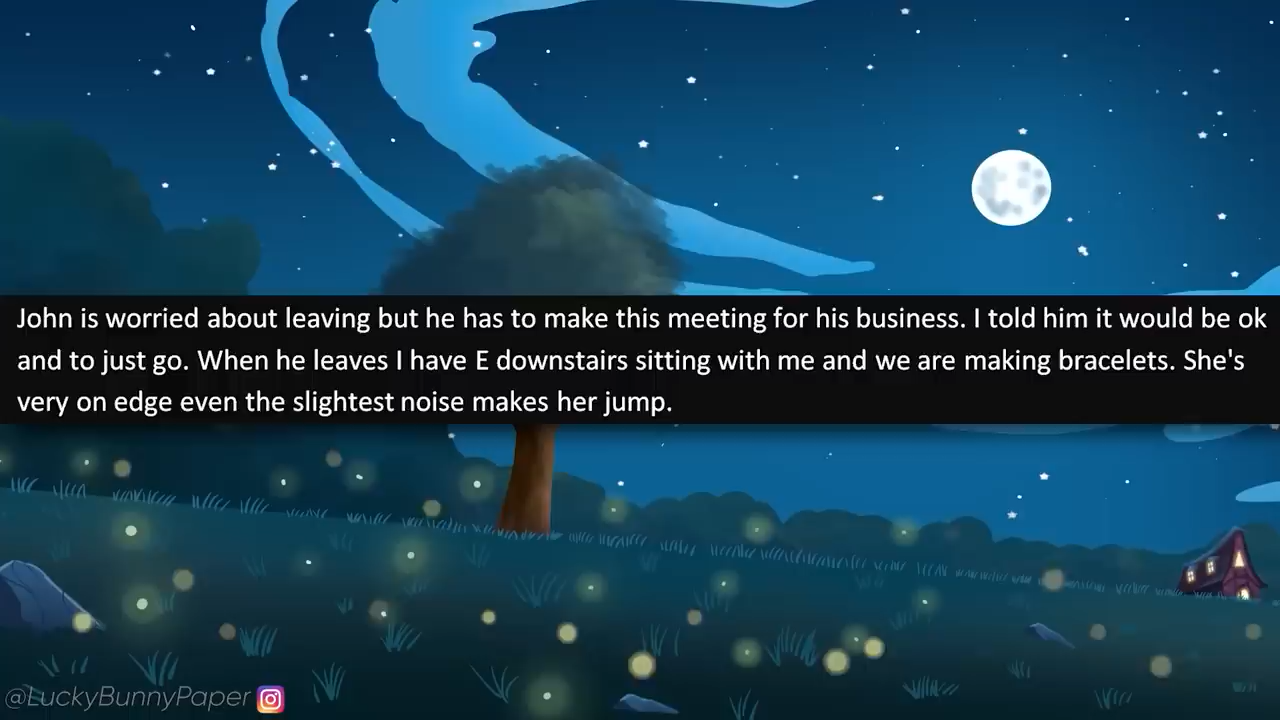 John is worried about leaving but he has to make this meeting for his business. I told him it would be ok
and to just go. When he leaves I have E downstairs sitting with me and we are making bracelets. She's
very on edge even the slightest noise makes her jump.
@LuckyBunnyPaper